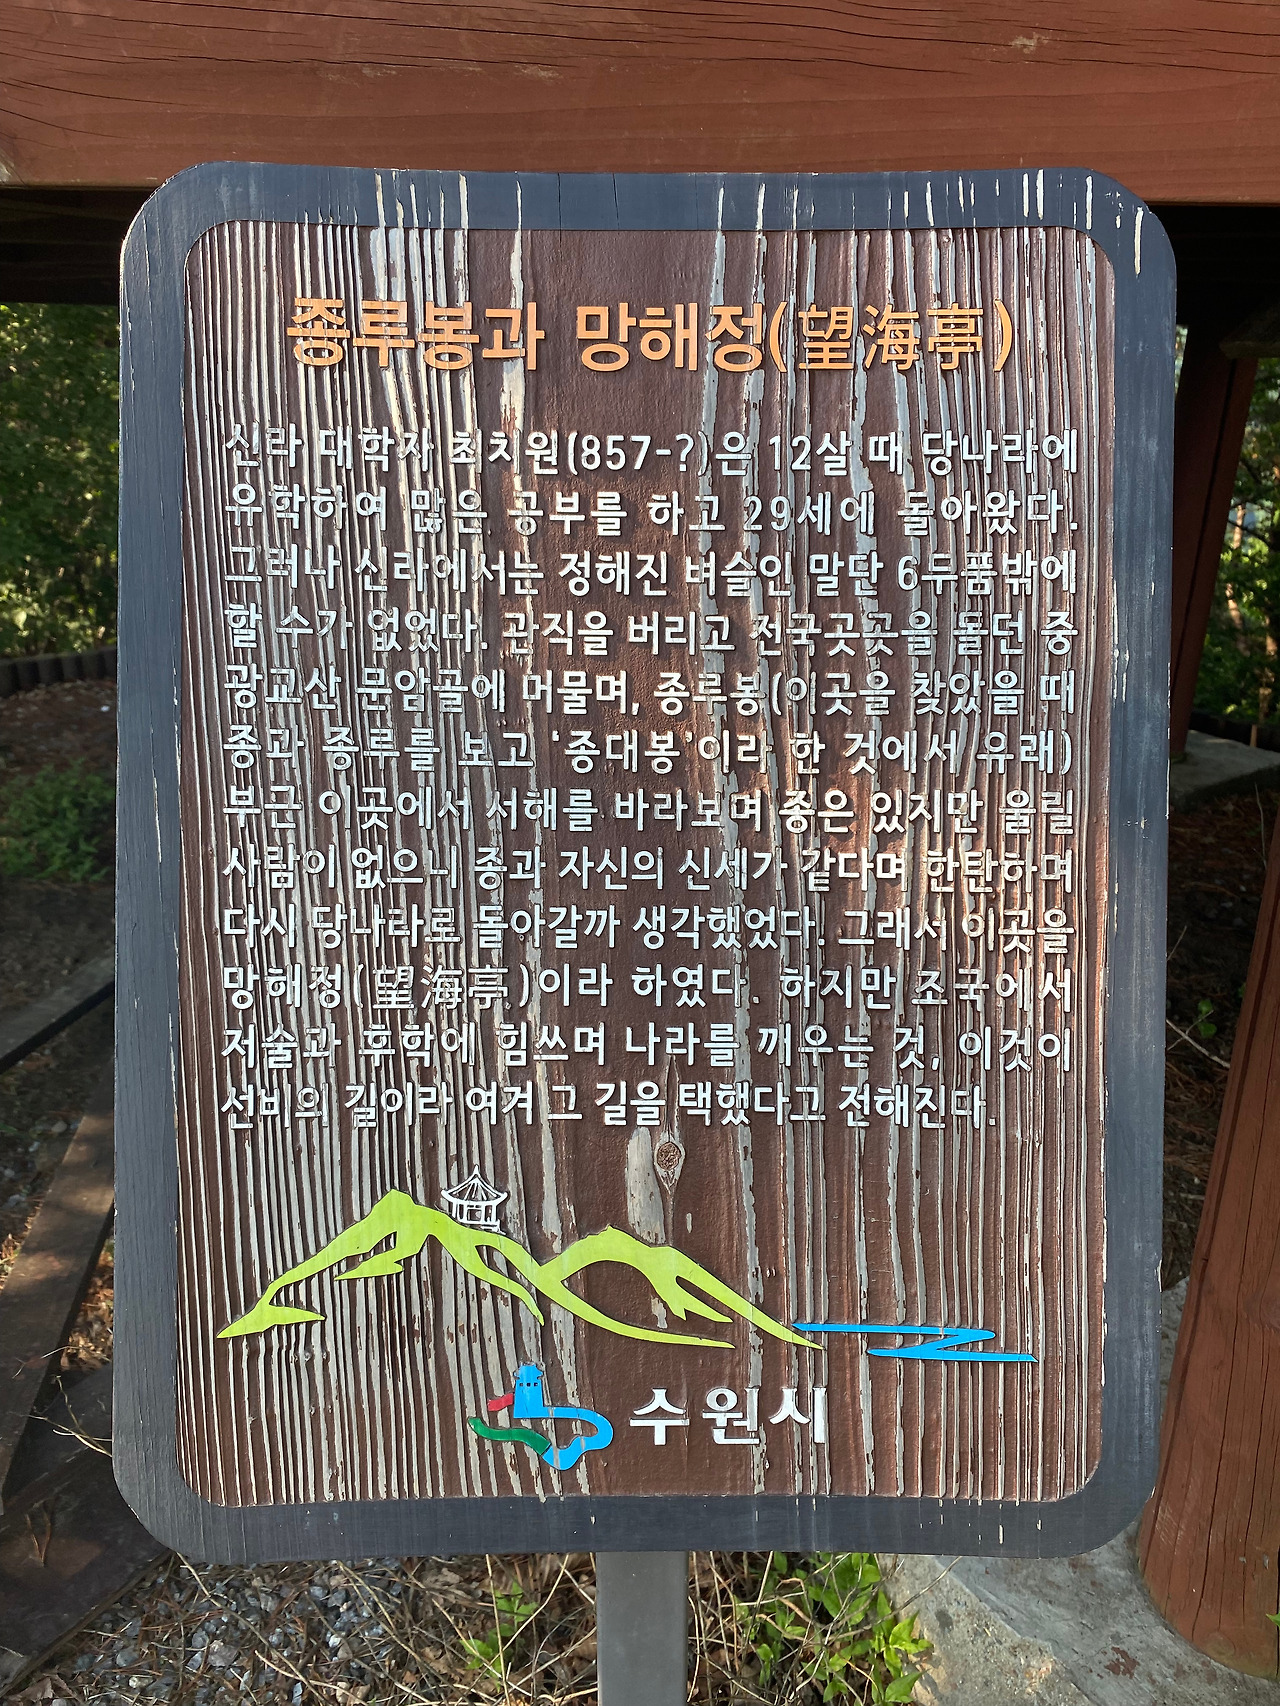 종루봉과 망해정(望海亭)
신라 대학자 최치원(857-?)은 12살 때 당나라에
유학하여 많은 공부를 하고 29세에 돌아왔다.
그러나 신라에서는 정해진 벼슬인 말단 6두품밖에
할 수가 없었다. 관직을 버리고 전국곳곳을 돌던 중
광교산 문암골에 머물며, 종루봉(이곳을 찾았을 때
종과 종루를 보고 '종대봉'이라 한 것에서 유래)
부근 이곳에서 서해를 바라보며 종은 있지만 울릴
사람이 없으니 종과 자신의 신세가 같다며 한탄하며
다시 당나라로 돌아갈까 생각했었다. 그래서 이곳을
망해정(望海亭)이라 하였다. 하지만 조국에서
저술과 후학에 힘쓰며 나라를 깨우는 것, 이것이
선비의 길이라 여겨 그 길을 택했다고 전해진다.
수원시